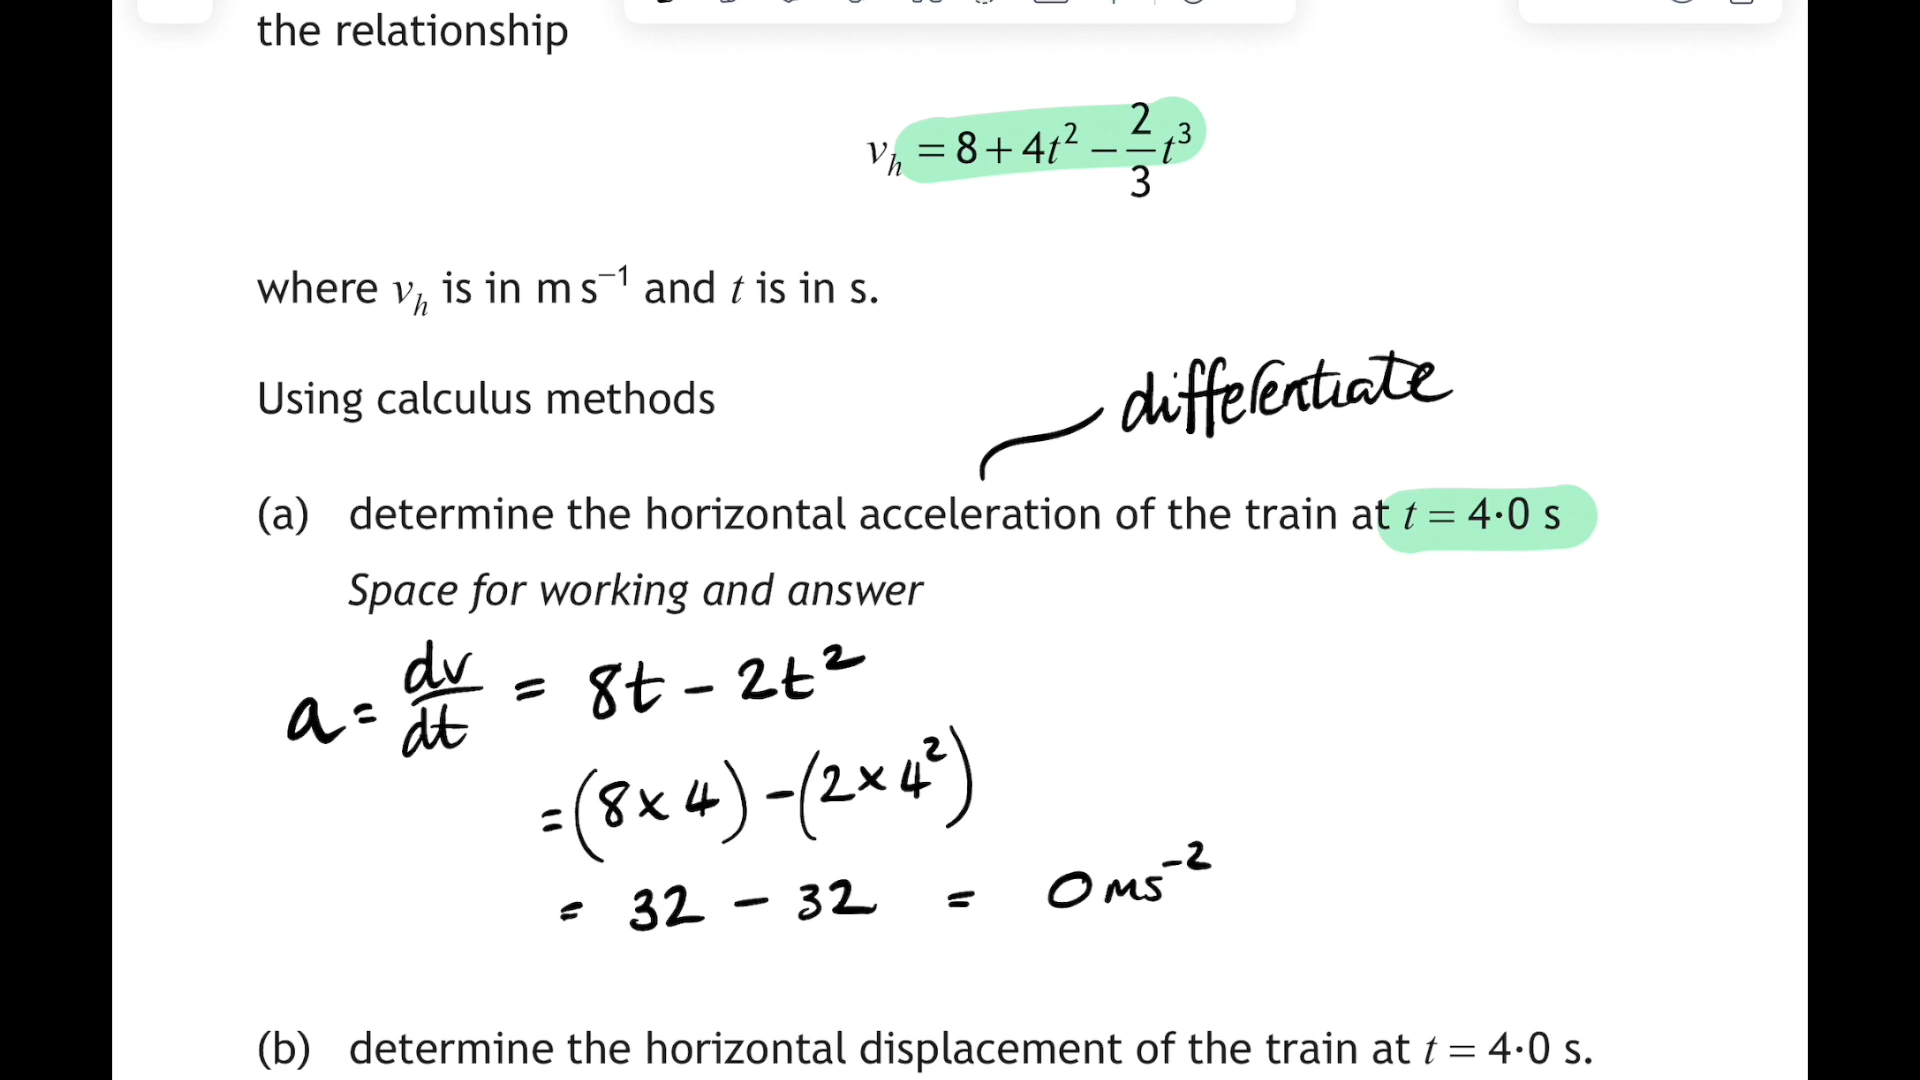 the relationship
vₕ = 8 + 4t² − 2/3 t³
where vₕ is in m s⁻¹ and t is in s.
Using calculus methods
differentiate
(a) determine the horizontal acceleration of the train at t = 4·0 s
Space for working and answer
a = dv/dt = 8t - 2t²
= (8 x 4) - (2 x 4²)
= 32 - 32 = 0 ms⁻²
(b) determine the horizontal displacement of the train at t = 4·0 s.